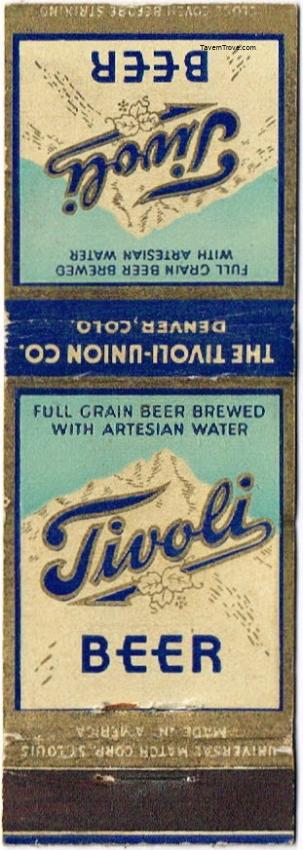 CLOSE COVER BEFORE STRIKING
TavernTrove.com
BEER
Tivoli
FULL GRAIN BEER BREWED
WITH ARTESIAN WATER
THE TIVOLI-UNION CO.
DENVER, COLO.
FULL GRAIN BEER BREWED
WITH ARTESIAN WATER
Tivoli
BEER
MADE IN AMERICA
UNIVERSAL MATCH CORP. ST. LOUIS